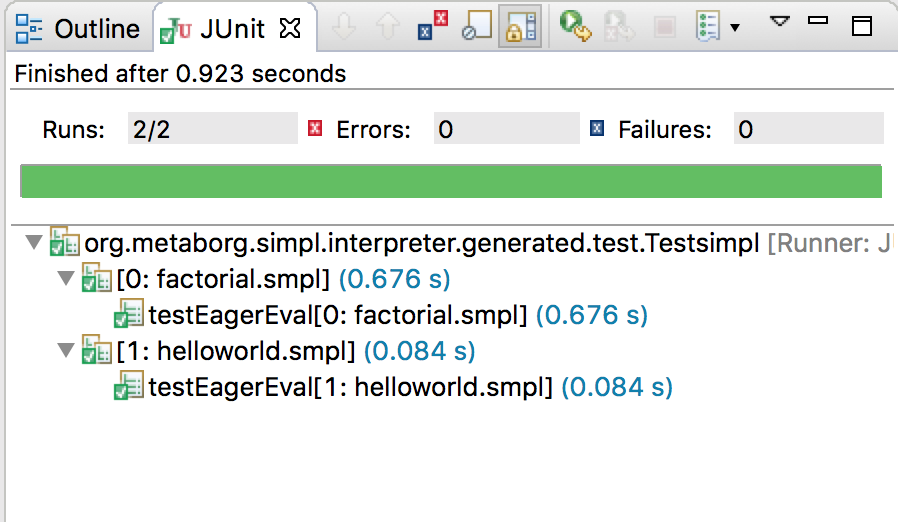 Outline JUnit
Finished after 0.923 seconds
Runs: 2/2 Errors: 0 Failures: 0
org.metaborg.simpl.interpreter.generated.test.Testsimpl [Runner: JU
[0: factorial.smpl] (0.676 s)
testEagerEval[0: factorial.smpl] (0.676 s)
[1: helloworld.smpl] (0.084 s)
testEagerEval[1: helloworld.smpl] (0.084 s)